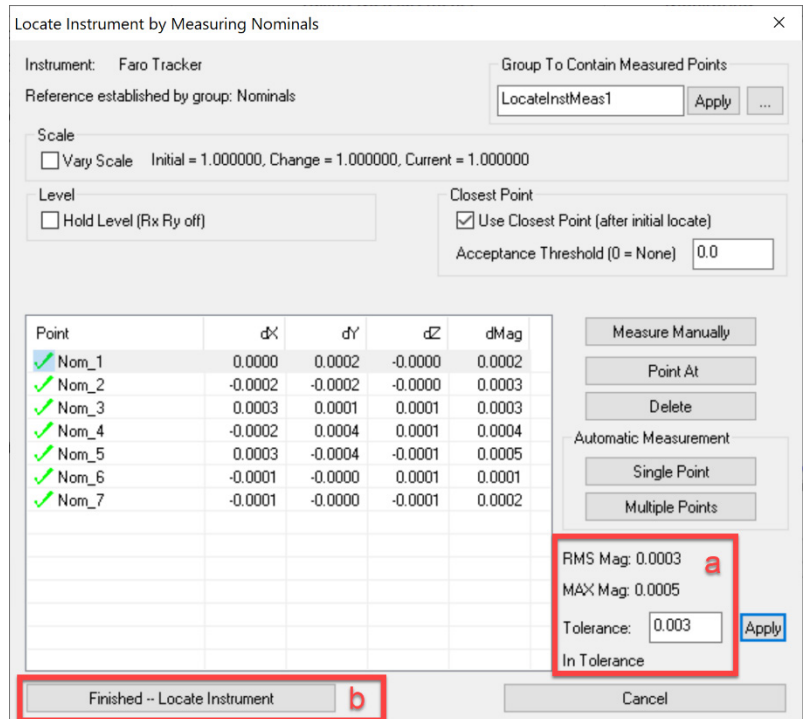 Locate Instrument by Measuring Nominals
Instrument: Faro Tracker
Reference established by group: Nominals
Group To Contain Measured Points
LocateInstMeas1 Apply ...
Scale
Vary Scale Initial = 1.000000, Change = 1.000000, Current = 1.000000
Level
Hold Level (Rx Ry off)
Closest Point
Use Closest Point (after initial locate)
Acceptance Threshold (0 = None) 0.0
Point dX dY dZ dMag
Nom_1 0.0000 0.0002 -0.0000 0.0002
Nom_2 -0.0002 -0.0002 -0.0000 0.0003
Nom_3 0.0003 0.0001 0.0001 0.0003
Nom_4 -0.0002 0.0004 0.0001 0.0004
Nom_5 0.0003 -0.0004 -0.0001 0.0005
Nom_6 -0.0001 -0.0000 0.0001 0.0001
Nom_7 -0.0001 -0.0000 -0.0001 0.0002
Measure Manually
Point At
Delete
Automatic Measurement
Single Point
Multiple Points
RMS Mag: 0.0003 a
MAX Mag: 0.0005
Tolerance: 0.003 Apply
In Tolerance
Finished -- Locate Instrument b
Cancel